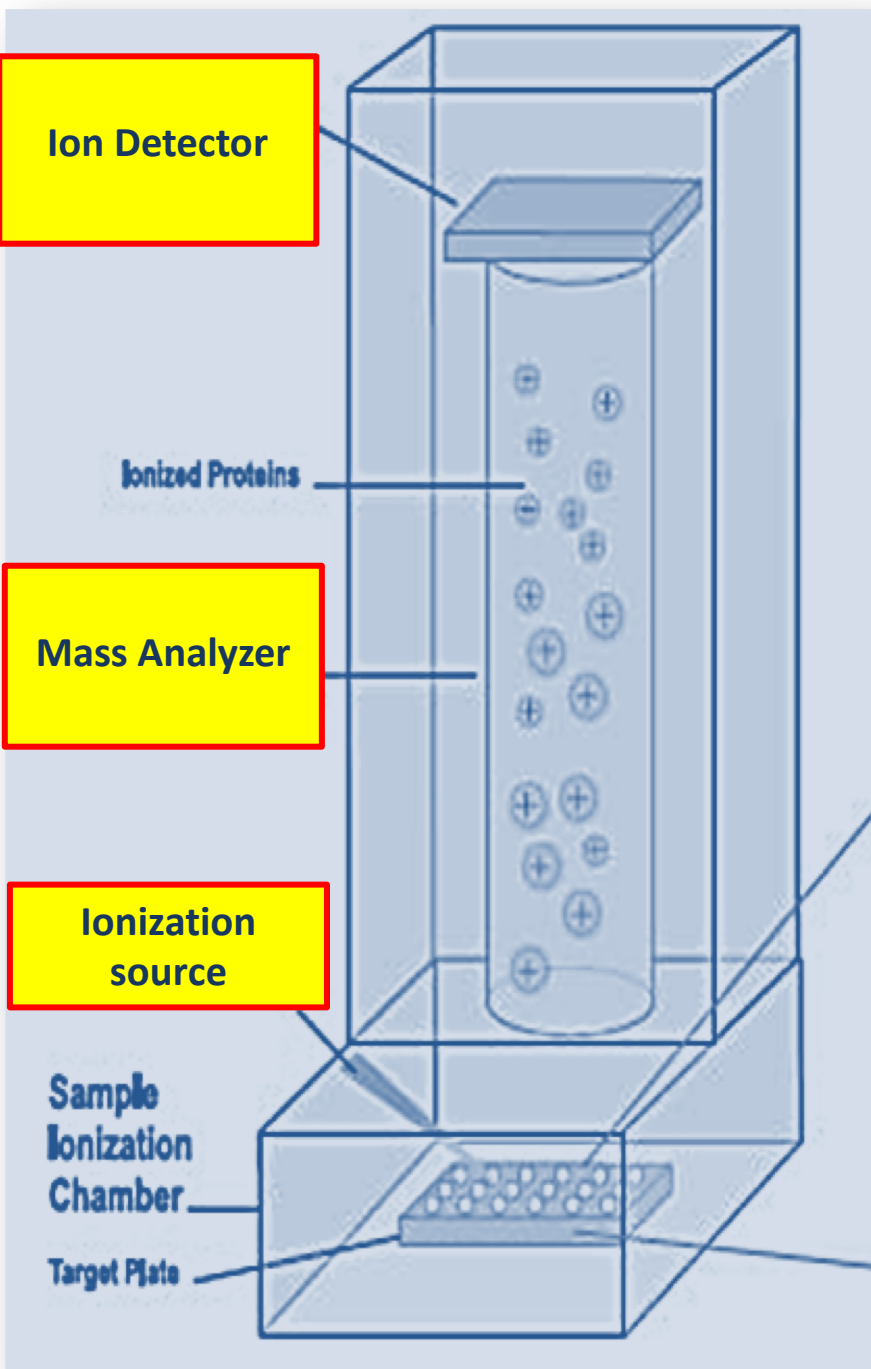 Ion Detector
Ionized Proteins
Mass Analyzer
Ionization
source
Sample
Ionization
Chamber
Target Plate